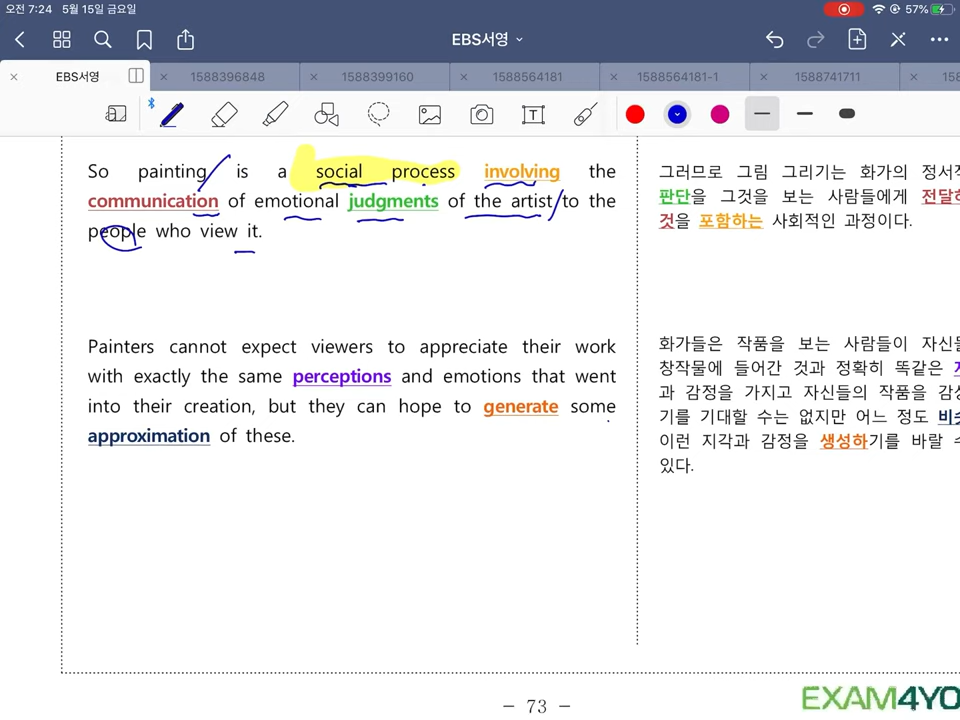 오전 7:24 5월 15일 금요일
57%
EBS서영
EBS서영
1588396848
1588399160
1588564181
1588564181-1
1588741711
So painting is a social process involving the
communication of emotional judgments of the artist to the
people who view it.
그러므로 그림 그리기는 화가의 정서적
판단을 그것을 보는 사람들에게 전달하
것을 포함하는 사회적인 과정이다.
Painters cannot expect viewers to appreciate their work
with exactly the same perceptions and emotions that went
into their creation, but they can hope to generate some
approximation of these.
화가들은 작품을 보는 사람들이 자신들
창작물에 들어간 것과 정확히 똑같은
과 감정을 가지고 자신들의 작품을 감상
기를 기대할 수는 없지만 어느 정도 비슷
이런 지각과 감정을 생성하기를 바랄 수
있다.
- 73 -
EXAM4YO